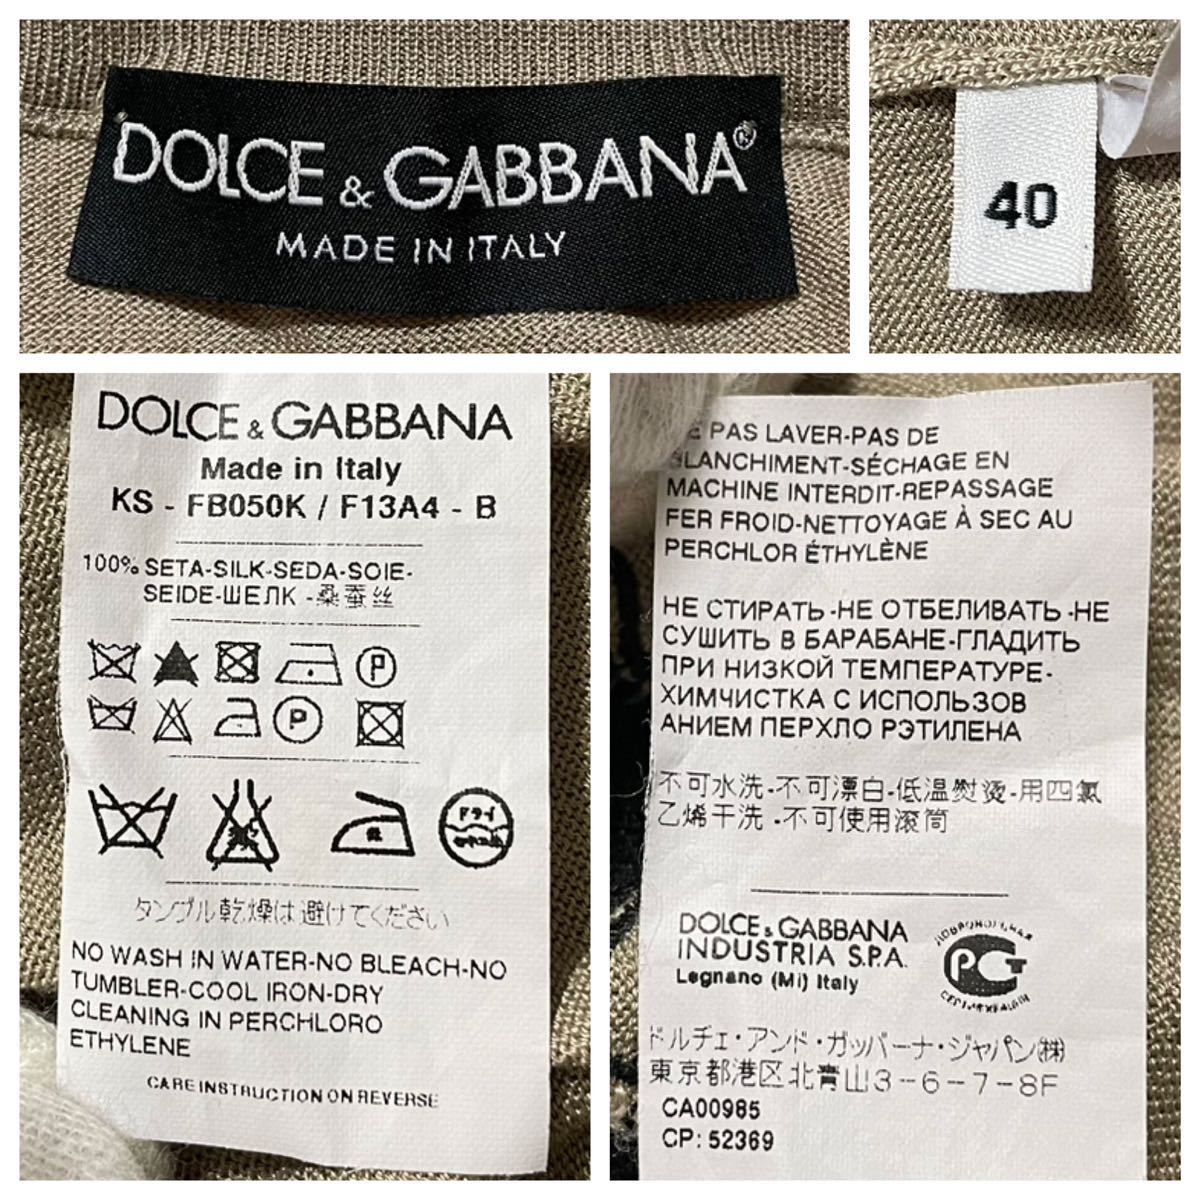 DOLCE & GABBANA®
MADE IN ITALY
40
DOLCE & GABBANA
Made in Italy
KS - FB050K / F13A4 - B
100% SETA-SILK-SEDA-SOIE-
SEIDE-ШЕЛК -桑蚕丝
P
P
ドライ
タンブル乾燥は避けてください
NO WASH IN WATER-NO BLEACH-NO
TUMBLER-COOL IRON-DRY
CLEANING IN PERCHLORO
ETHYLENE
CARE INSTRUCTION ON REVERSE
PAS LAVER-PAS DE
BLANCHIMENT-SÉCHAGE EN
MACHINE INTERDIT-REPASSAGE
FER FROID-NETTOYAGE À SEC AU
PERCHLOR ÉTHYLÈNE
НЕ СТИРАТЬ -НЕ ОТБЕЛИВАТЬ -НЕ
СУШИТЬ В БАРАБАНЕ-ГЛАДИТЬ
ПРИ НИЗКОЙ ТЕМПЕРАТУРЕ-
ХИМЧИСТКА С ИСПОЛЬЗОВ
АНИЕМ ПЕРХЛО РЭТИЛЕНА
不可水洗-不可漂白-低温熨烫-用四氯
乙烯干洗 -不可使用滚筒
DOLCE & GABBANA
INDUSTRIA S.P.A.
Legnano (Mi) Italy
ドルチェ・アンド・ガッバーナ・ジャパン㈱
東京都港区北青山3-6-7-8F
CA00985
CP: 52369